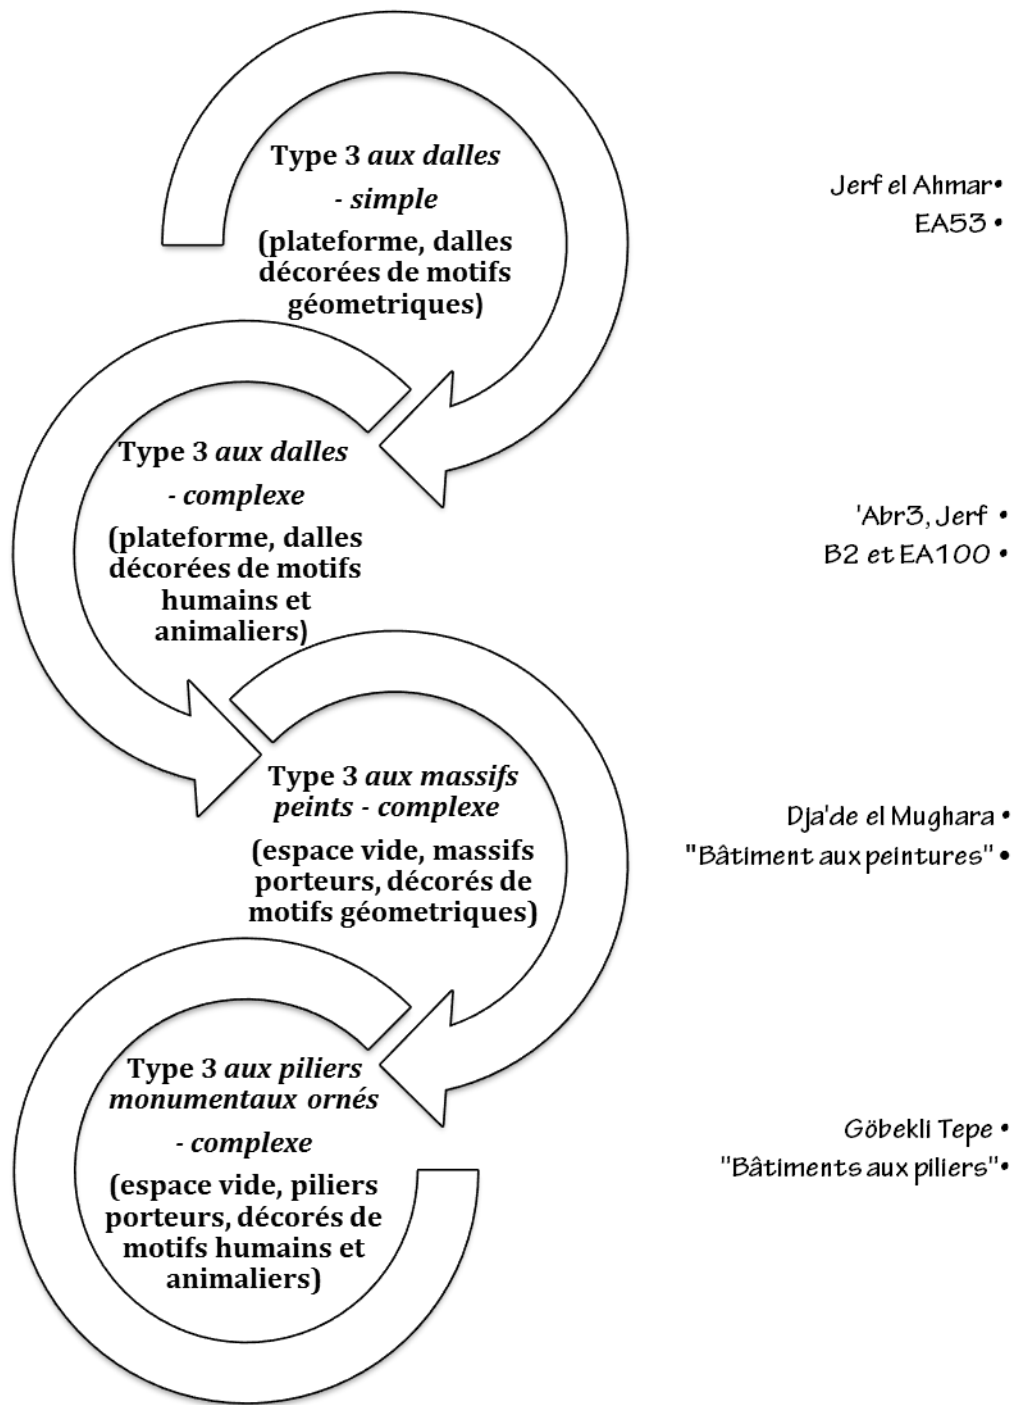 Type 3 aux dalles
- simple
(plateforme, dalles
décorées de motifs
géometriques)
Jerf el Ahmar•
EA53 •
Type 3 aux dalles
- complexe
(plateforme, dalles
décorées de motifs
humains et
animaliers)
'Abr3, Jerf •
B2 et EA100 •
Type 3 aux massifs
peints - complexe
(espace vide, massifs
porteurs, décorés de
motifs géometriques)
Dja'de el Mughara •
"Bâtiment aux peintures" •
Type 3 aux piliers
monumentaux ornés
- complexe
(espace vide, piliers
porteurs, décorés de
motifs humains et
animaliers)
Göbekli Tepe •
"Bâtiments aux piliers"•